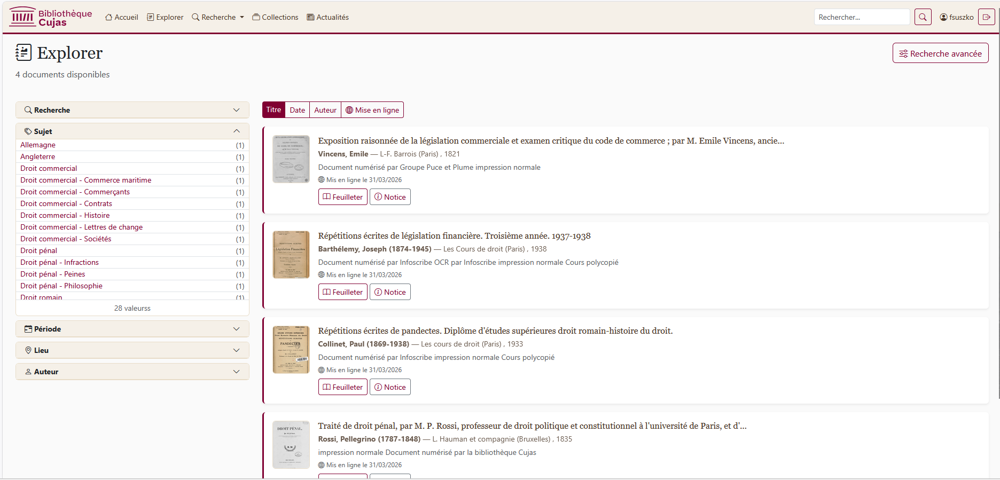 Bibliothèque
Cujas
Accueil
Explorer
Recherche
Collections
Actualités
Rechercher...
fsuszko
Explorer
Recherche avancée
4 documents disponibles
Recherche
Sujet
Allemagne (1)
Angleterre (1)
Droit commercial (1)
Droit commercial - Commerce maritime (1)
Droit commercial - Commerçants (1)
Droit commercial - Contrats (1)
Droit commercial - Histoire (1)
Droit commercial - Lettres de change (1)
Droit commercial - Sociétés (1)
Droit pénal (1)
Droit pénal - Infractions (1)
Droit pénal - Peines (1)
Droit pénal - Philosophie (1)
Droit romain (1)
28 valeurss
Période
Lieu
Auteur
Titre
Date
Auteur
Mise en ligne
Exposition raisonnée de la législation commerciale et examen critique du code de commerce ; par M. Emile Vincens, ancie...
Vincens, Emile — L-F. Barrois (Paris) , 1821
Document numérisé par Groupe Puce et Plume impression normale
Mis en ligne le 31/03/2026
Feuilleter
Notice
Législation Financière
Répétitions écrites de législation financière. Troisième année. 1937-1938
Barthélemy, Joseph (1874-1945) — Les Cours de droit (Paris) , 1938
Document numérisé par Infoscribe OCR par Infoscribe impression normale Cours polycopié
Mis en ligne le 31/03/2026
Feuilleter
Notice
PANDECTES
Répétitions écrites de pandectes. Diplôme d'études supérieures droit romain-histoire du droit.
Collinet, Paul (1869-1938) — Les cours de droit (Paris) , 1933
Document numérisé par Infoscribe impression normale Cours polycopié
Mis en ligne le 31/03/2026
Feuilleter
Notice
DROIT PÉNAL,
Traité de droit pénal, par M. P. Rossi, professeur de droit politique et constitutionnel à l'université de Paris, et d'...
Rossi, Pellegrino (1787-1848) — L. Hauman et compagnie (Bruxelles) , 1835
impression normale Document numérisé par la bibliothèque Cujas
Mis en ligne le 31/03/2026